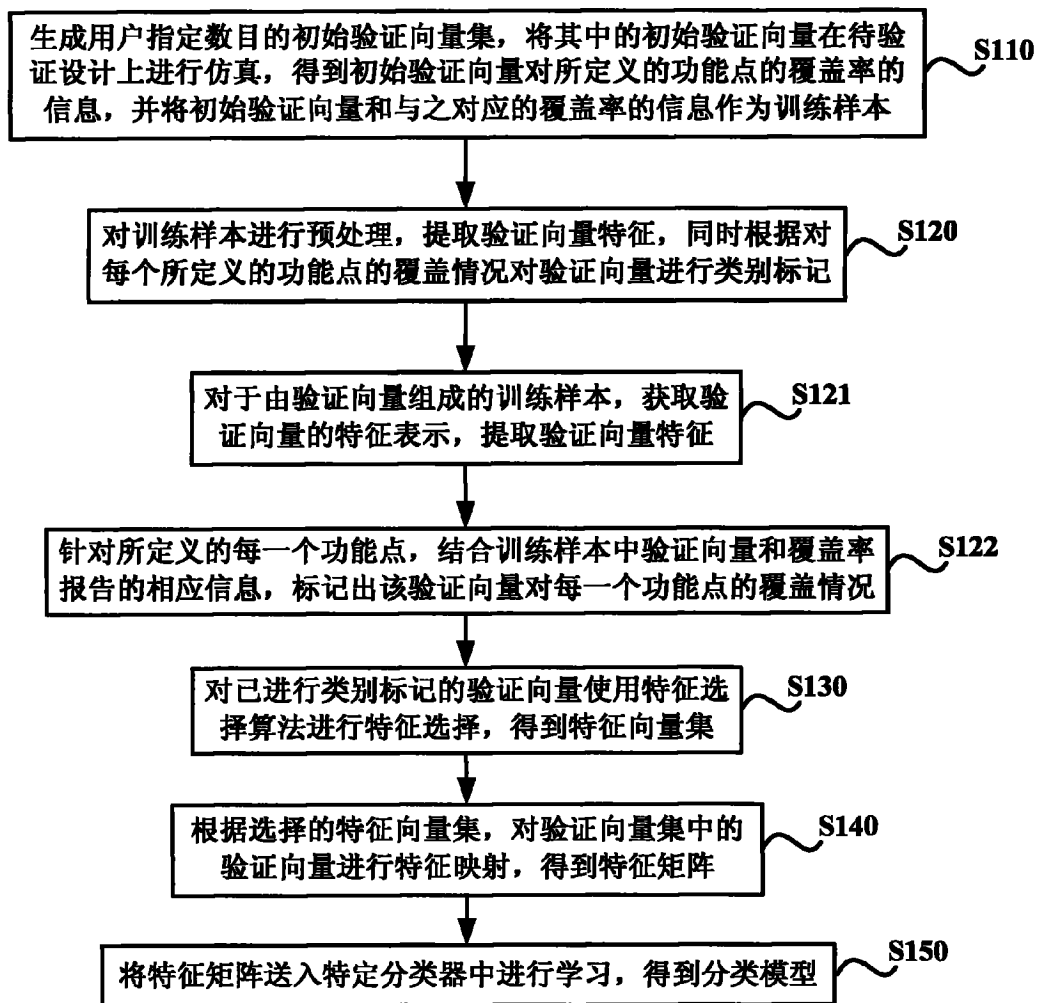 生成用户指定数目的初始验证向量集，将其中的初始验证向量在待验
证设计上进行仿真，得到初始验证向量对所定义的功能点的覆盖率的
信息，并将初始验证向量和与之对应的覆盖率的信息作为训练样本
S110
对训练样本进行预处理，提取验证向量特征，同时根据对
每个所定义的功能点的覆盖情况对验证向量进行类别标记
S120
对于由验证向量组成的训练样本，获取验
证向量的特征表示，提取验证向量特征
S121
针对所定义的每一个功能点，结合训练样本中验证向量和覆盖率
报告的相应信息，标记出该验证向量对每一个功能点的覆盖情况
S122
对已进行类别标记的验证向量使用特征选
择算法进行特征选择，得到特征向量集
S130
根据选择的特征向量集，对验证向量集中的
验证向量进行特征映射，得到特征矩阵
S140
将特征矩阵送入特定分类器中进行学习，得到分类模型
S150